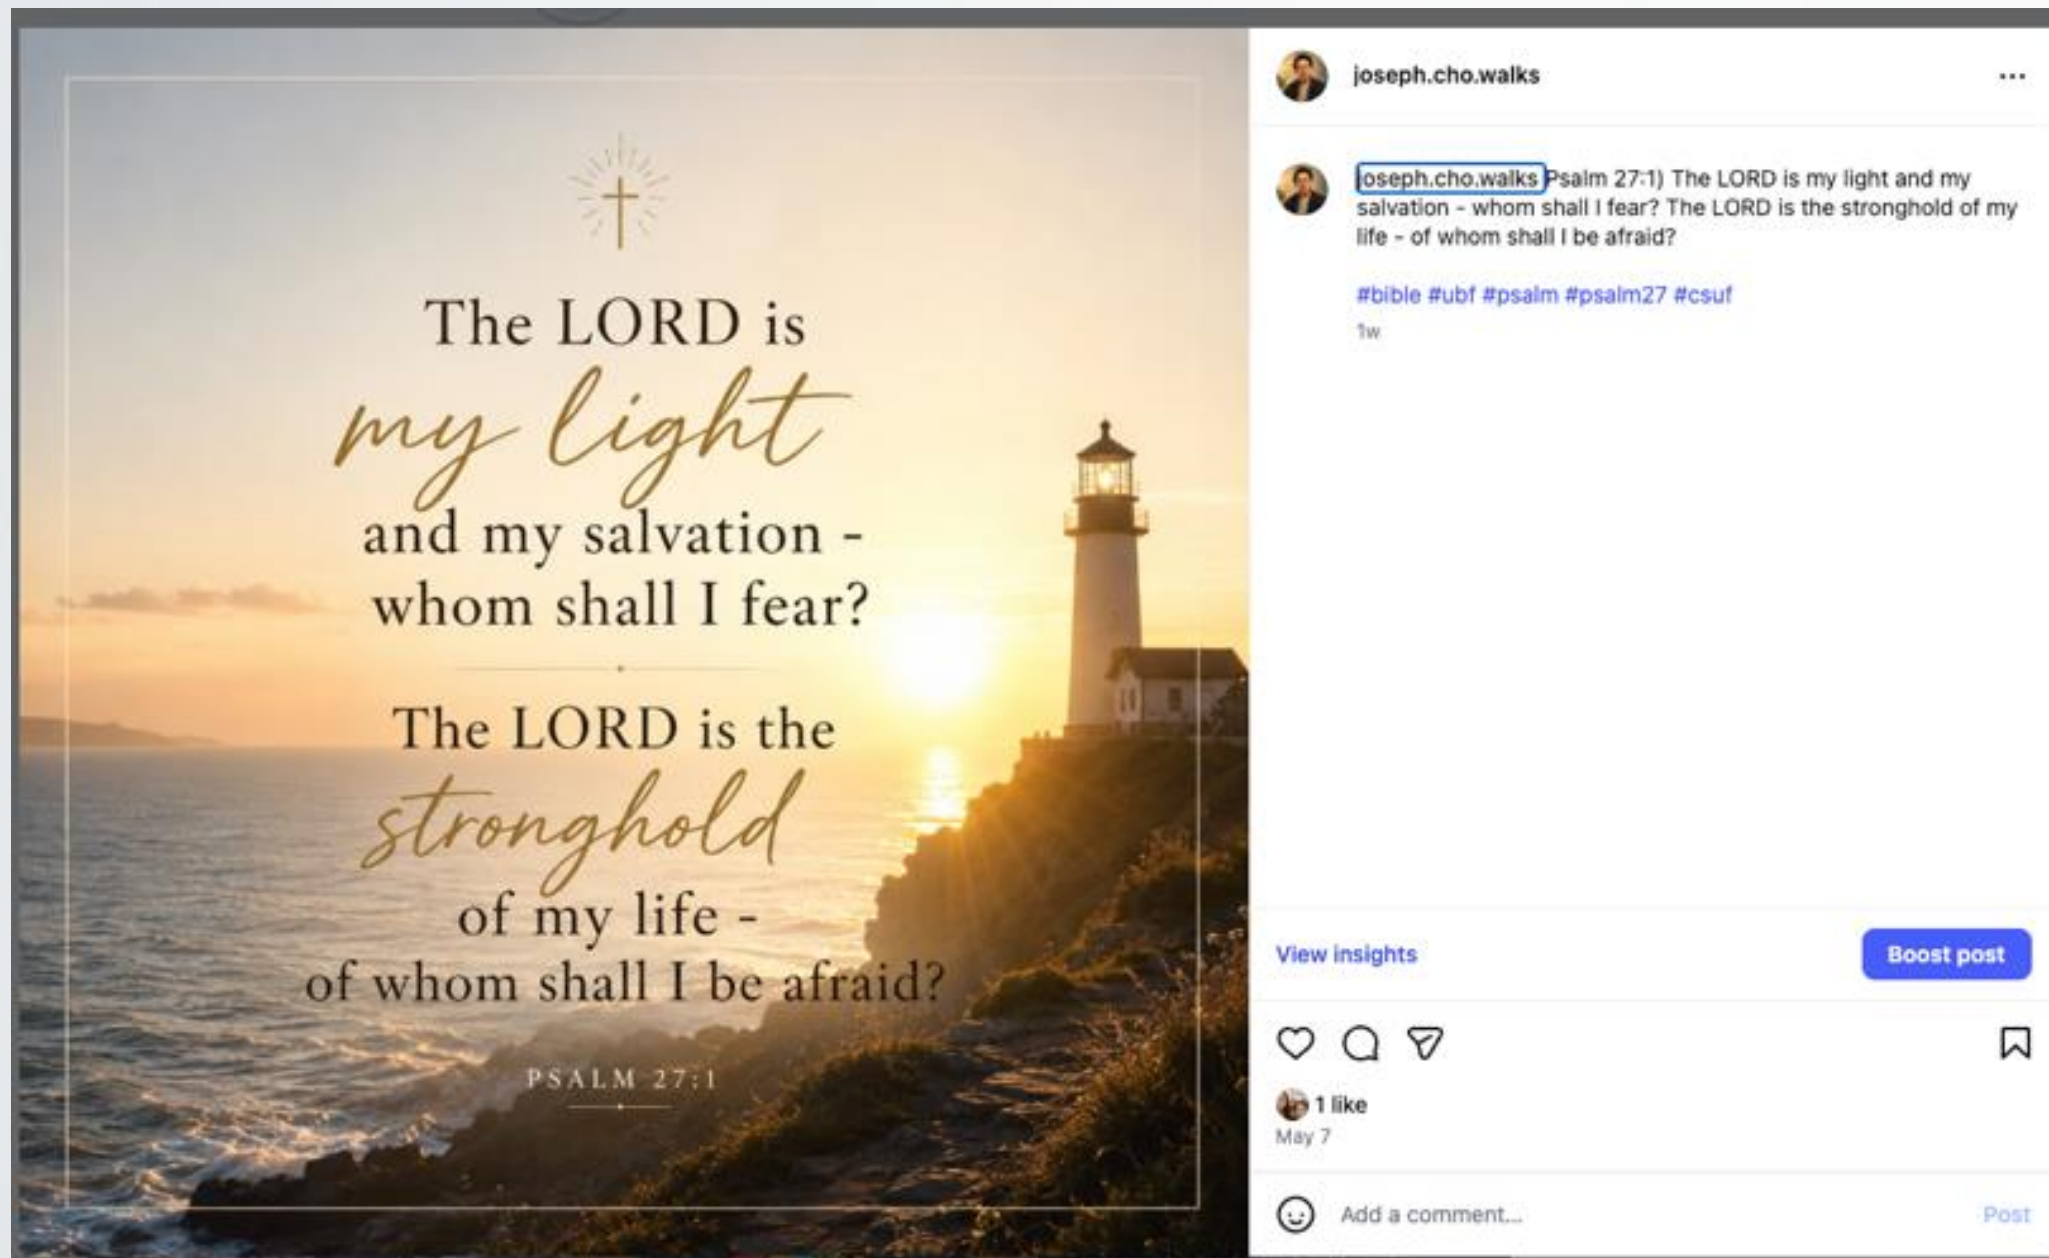 The LORD is
my light
and my salvation -
whom shall I fear?
The LORD is the
stronghold
of my life -
of whom shall I be afraid?
PSALM 27:1
joseph.cho.walks
joseph.cho.walks Psalm 27:1) The LORD is my light and my
salvation - whom shall I fear? The LORD is the stronghold of my
life - of whom shall I be afraid?
#bible #ubf #psalm #psalm27 #csuf
1w
View insights
Boost post
1 like
May 7
Add a comment...
Post